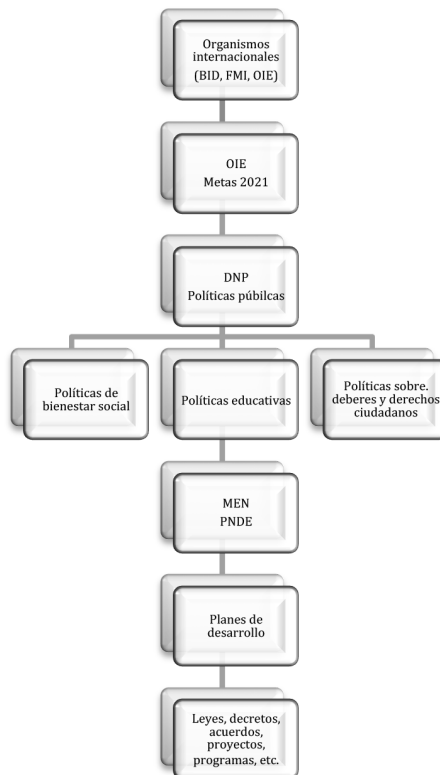 Organismos
internacionales
(BID, FMI, OIE)
OIE
Metas 2021
DNP
Políticas púbilcas
Políticas de
bienestar social
Políticas educativas
Políticas sobre.
deberes y derechos
ciudadanos
MEN
PNDE
Planes de
desarrollo
Leyes, decretos,
acuerdos,
proyectos,
programas, etc.